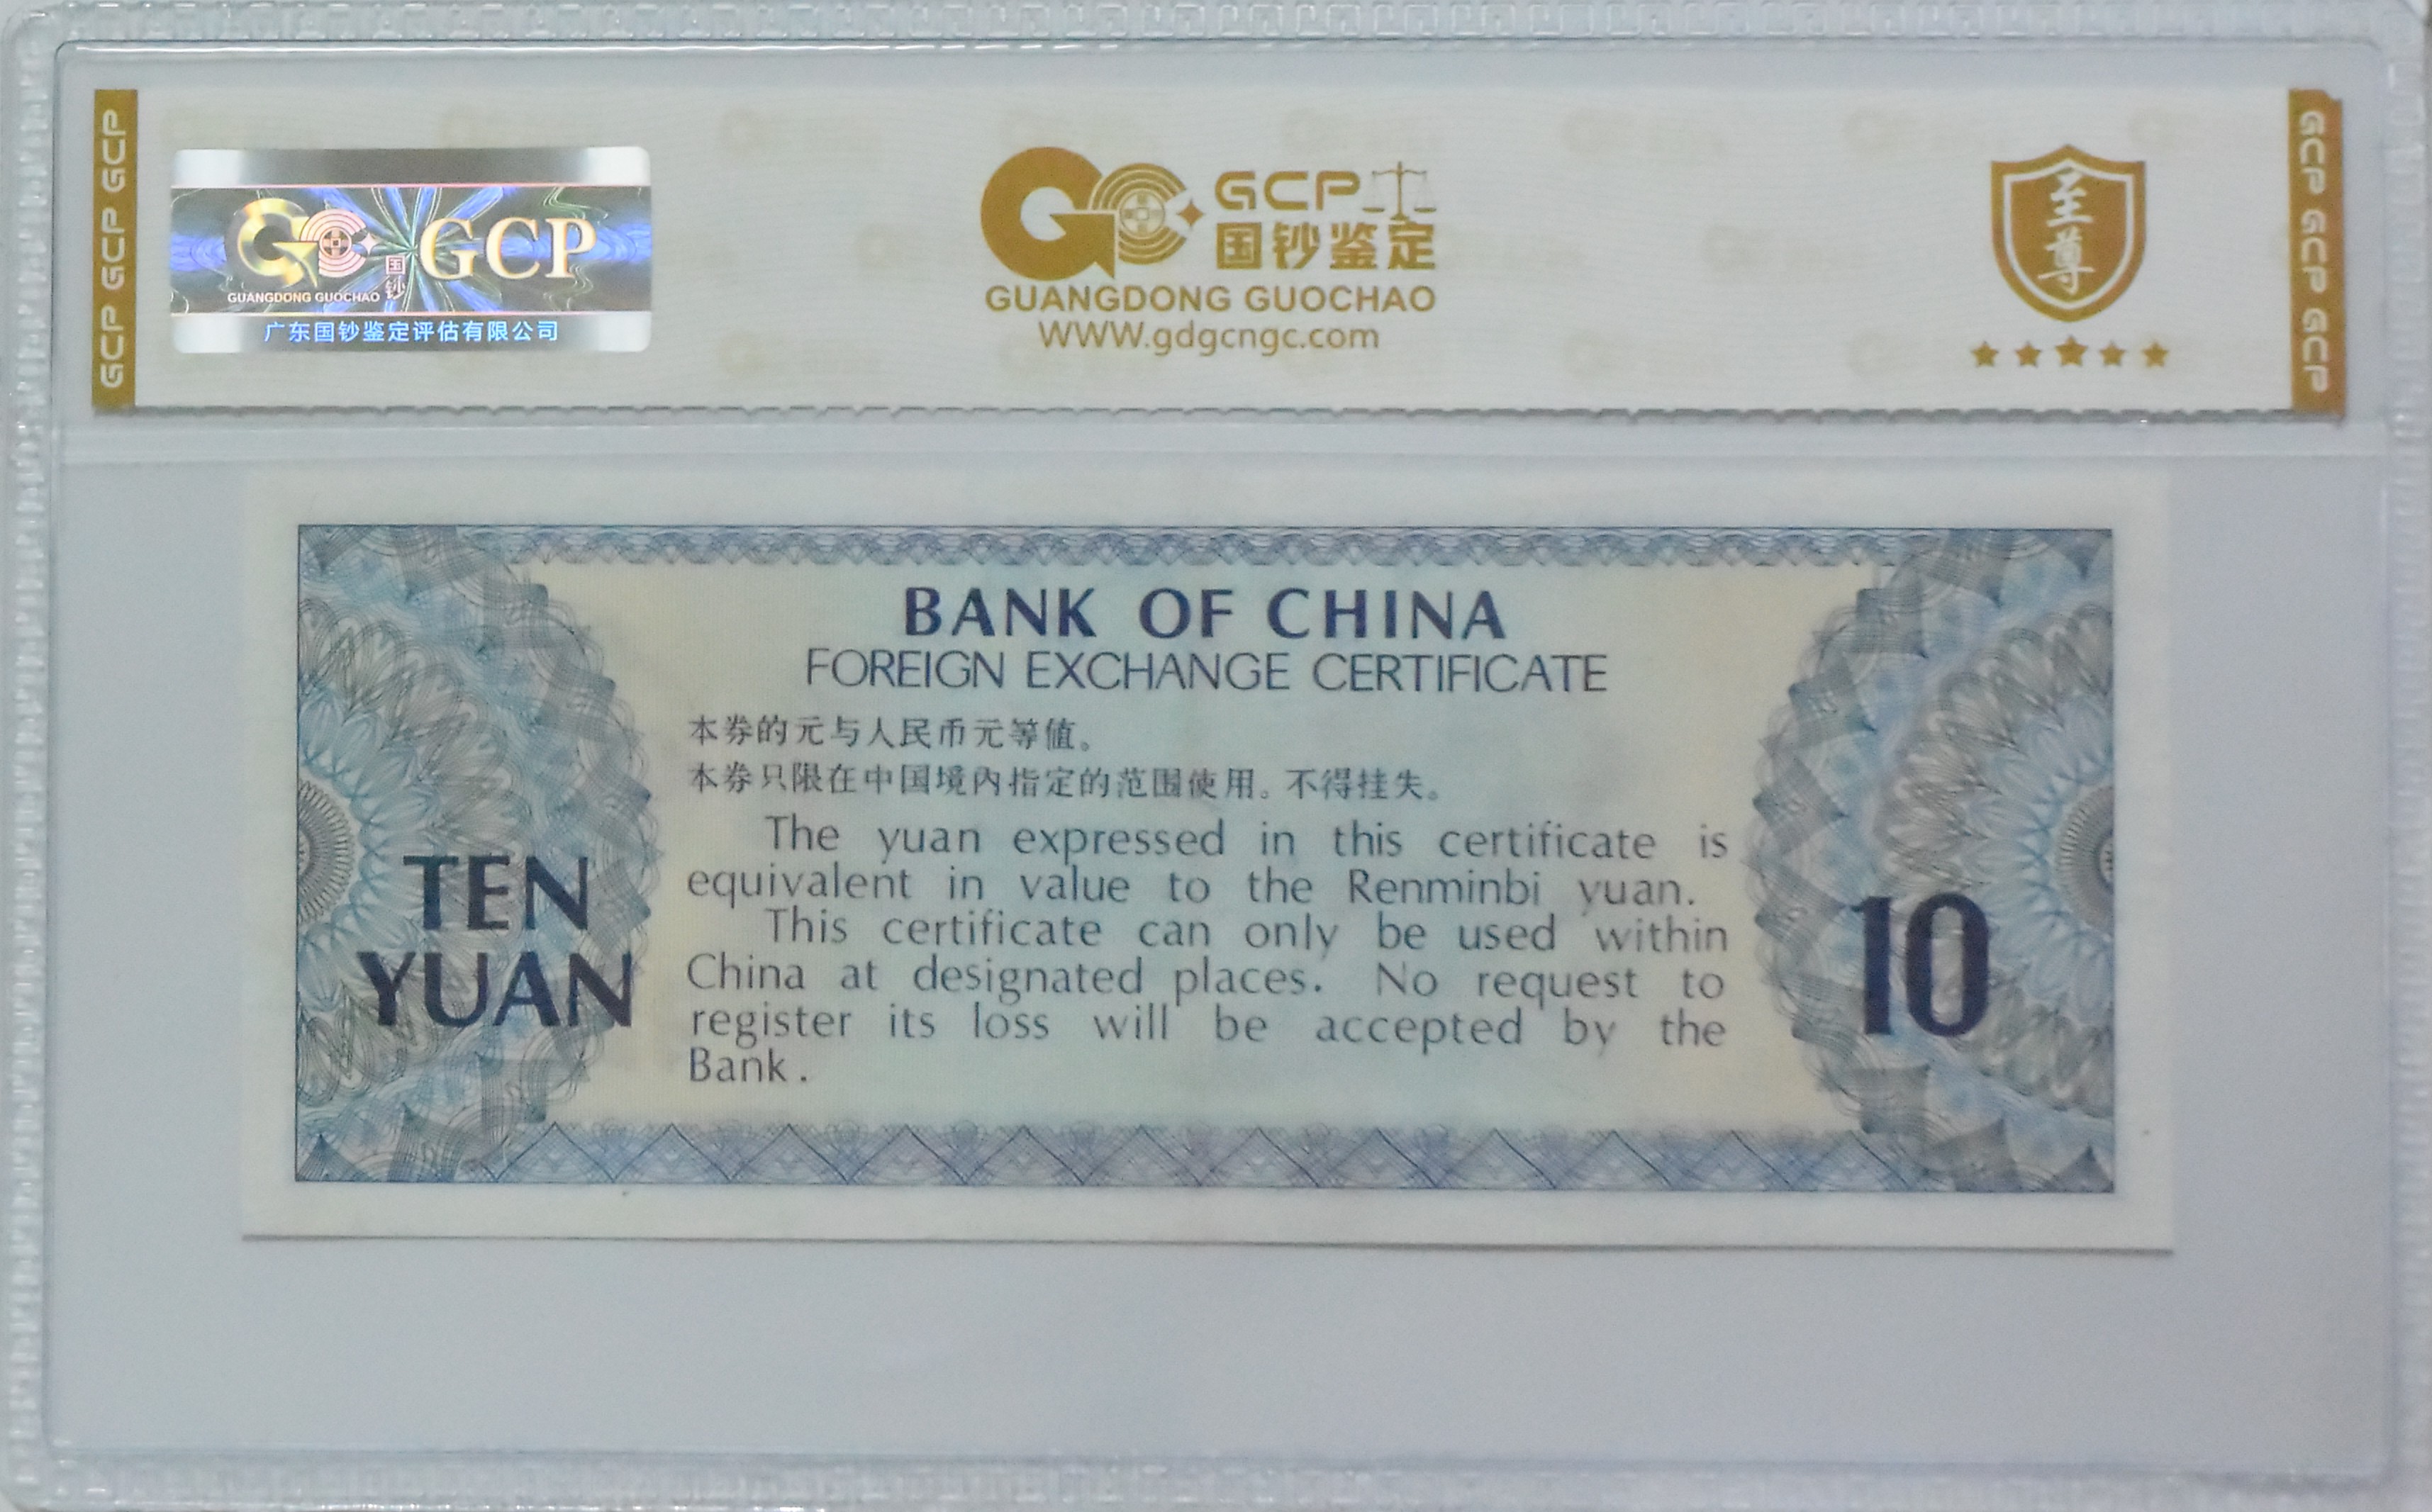 GCP GCP GCP
国钞
GCP
GUANGDONG GUOCHAO
广东国钞鉴定评估有限公司
GCP
国钞鉴定
GUANGDONG GUOCHAO
WWW.gdgcngc.com
至尊
GCP GCP GCP
BANK OF CHINA
FOREIGN EXCHANGE CERTIFICATE
本券的元与人民币元等值。
本券只限在中国境内指定的范围使用。不得挂失。
The yuan expressed in this certificate is
equivalent in value to the Renminbi yuan.
This certificate can only be used within
China at designated places. No request to
register its loss will be accepted by the
Bank.
TEN
YUAN
10